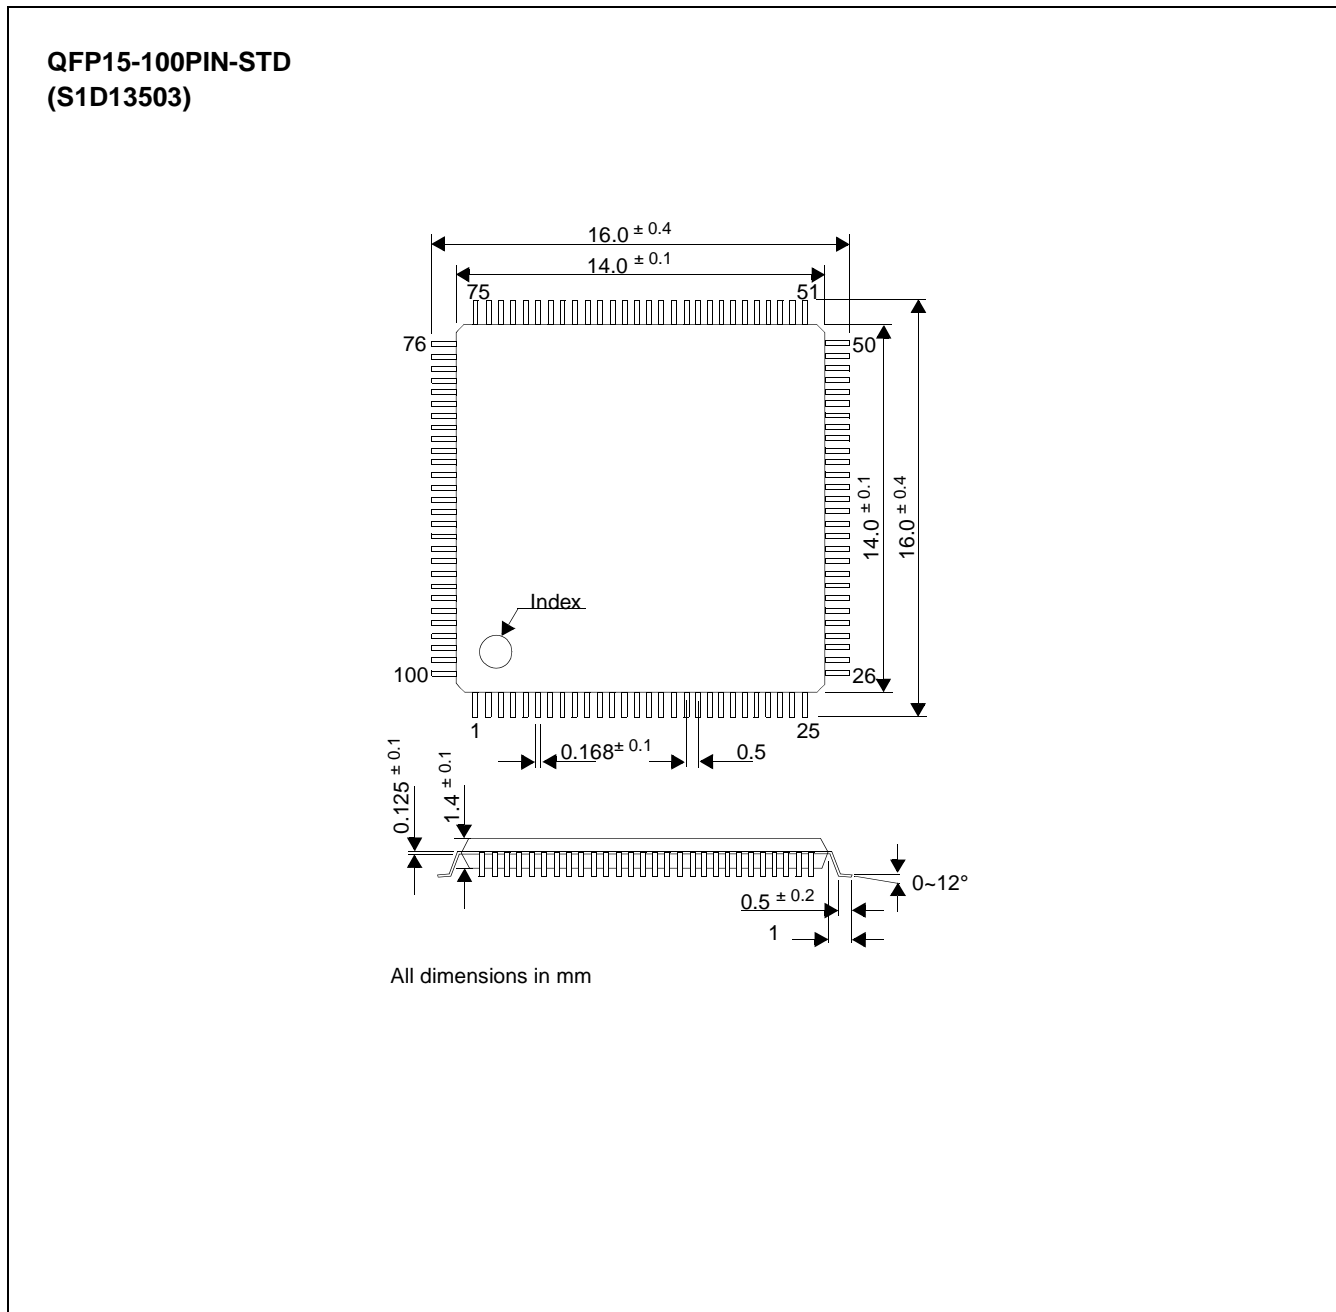 QFP15-100PIN-STD
(S1D13503)
16.0 ± 0.4
14.0 ± 0.1
75
51
76
50
14.0 ± 0.1
16.0 ± 0.4
Index
100
26
1
25
0.168 ± 0.1
0.5
0.125 ± 0.1
1.4 ± 0.1
0~12°
0.5 ± 0.2
1
All dimensions in mm